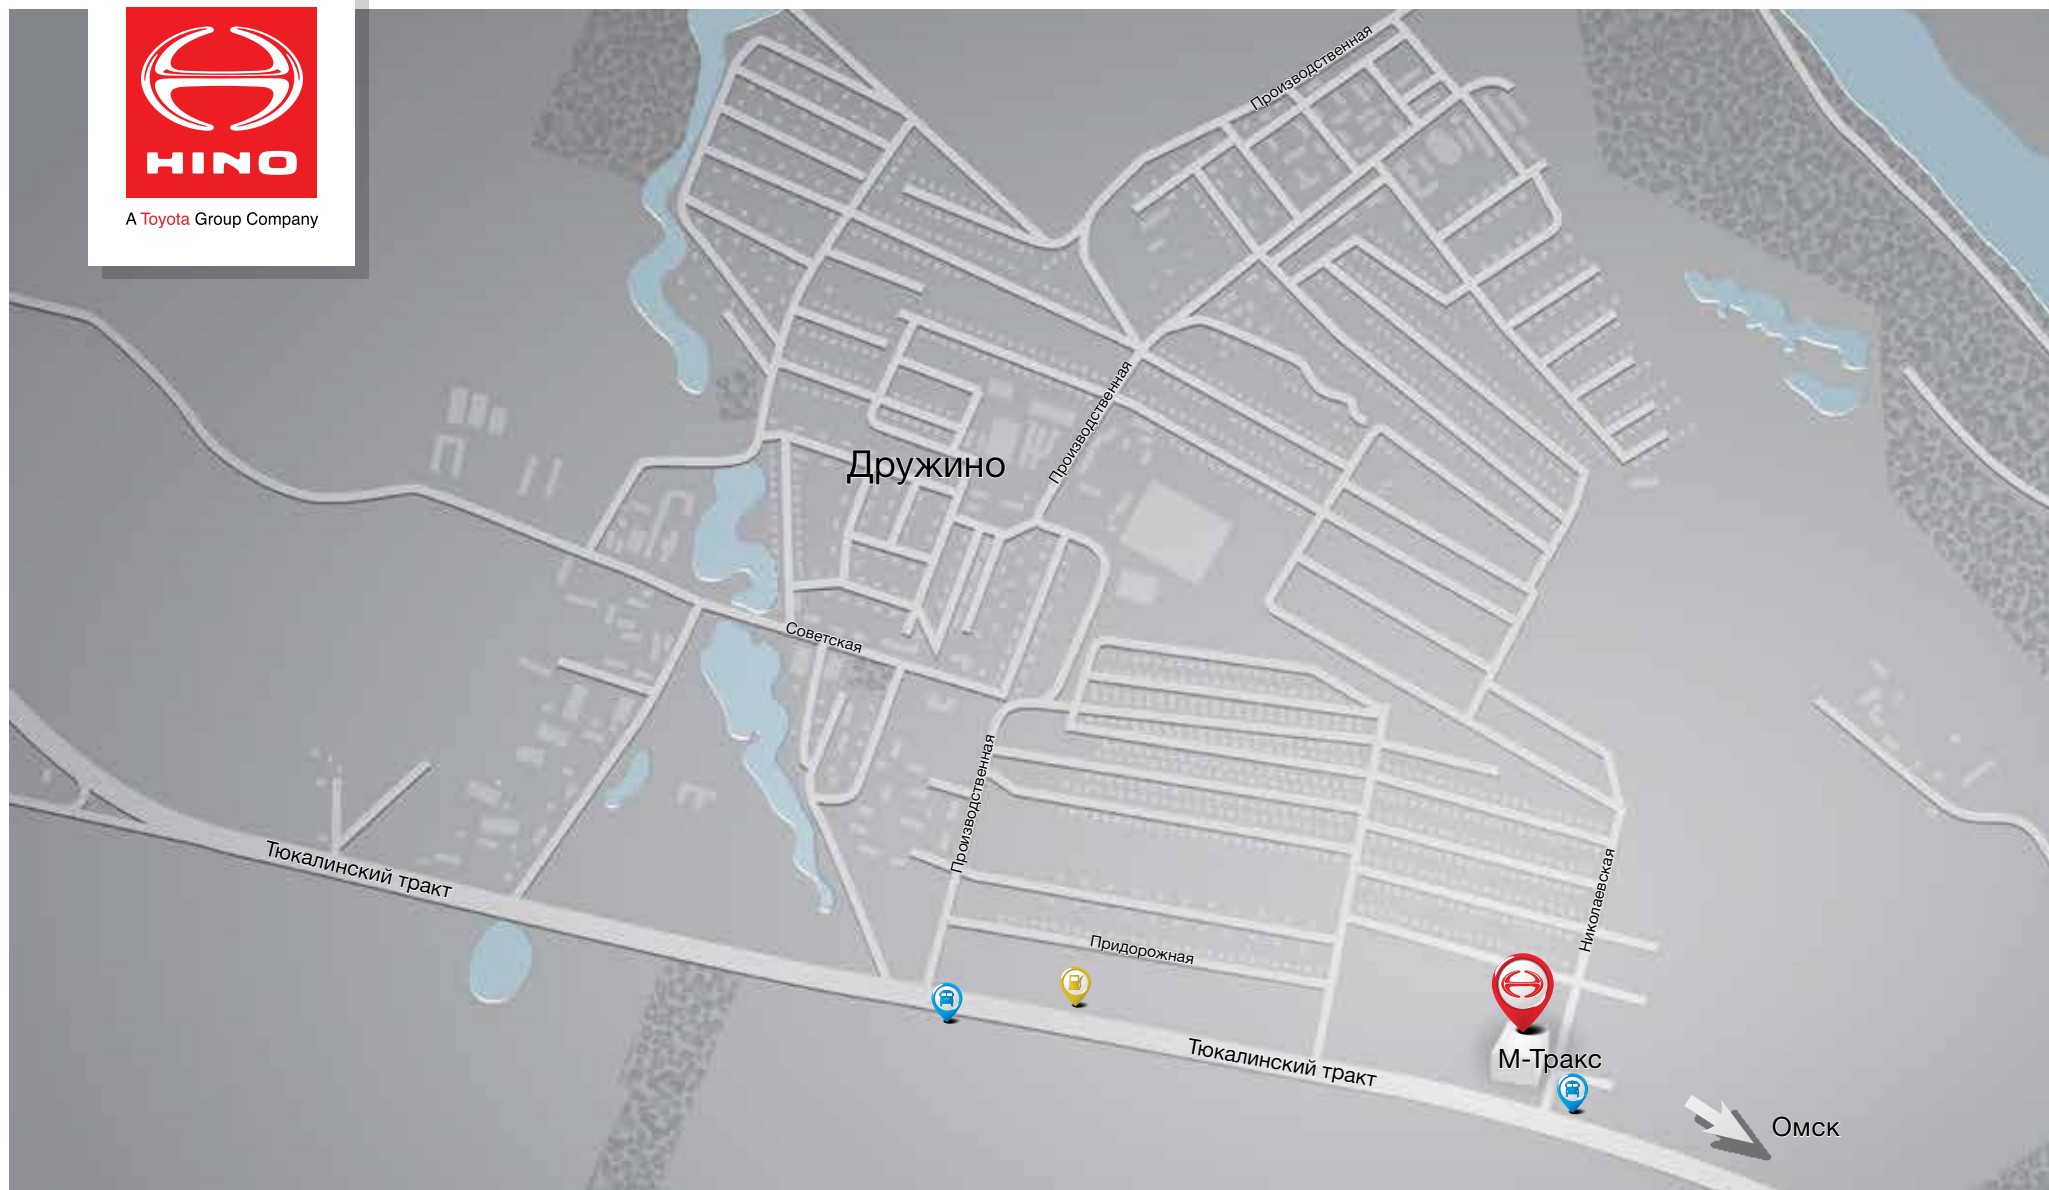 HINO
A Toyota Group Company
Производственная
Производственная
Дружино
Советская
Производственная
Тюкалинский тракт
Николаевская
Придорожная
Тюкалинский тракт
М-Тракс
Омск